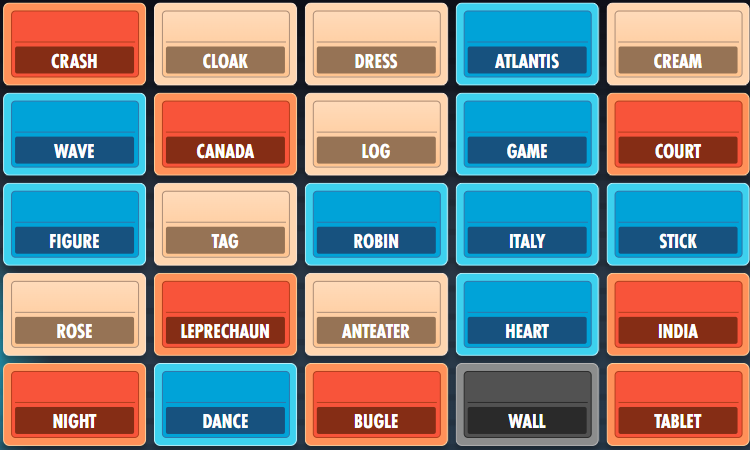 CRASH CLOAK DRESS ATLANTIS CREAM
WAVE CANADA LOG GAME COURT
FIGURE TAG ROBIN ITALY STICK
ROSE LEPRECHAUN ANTEATER HEART INDIA
NIGHT DANCE BUGLE WALL TABLET